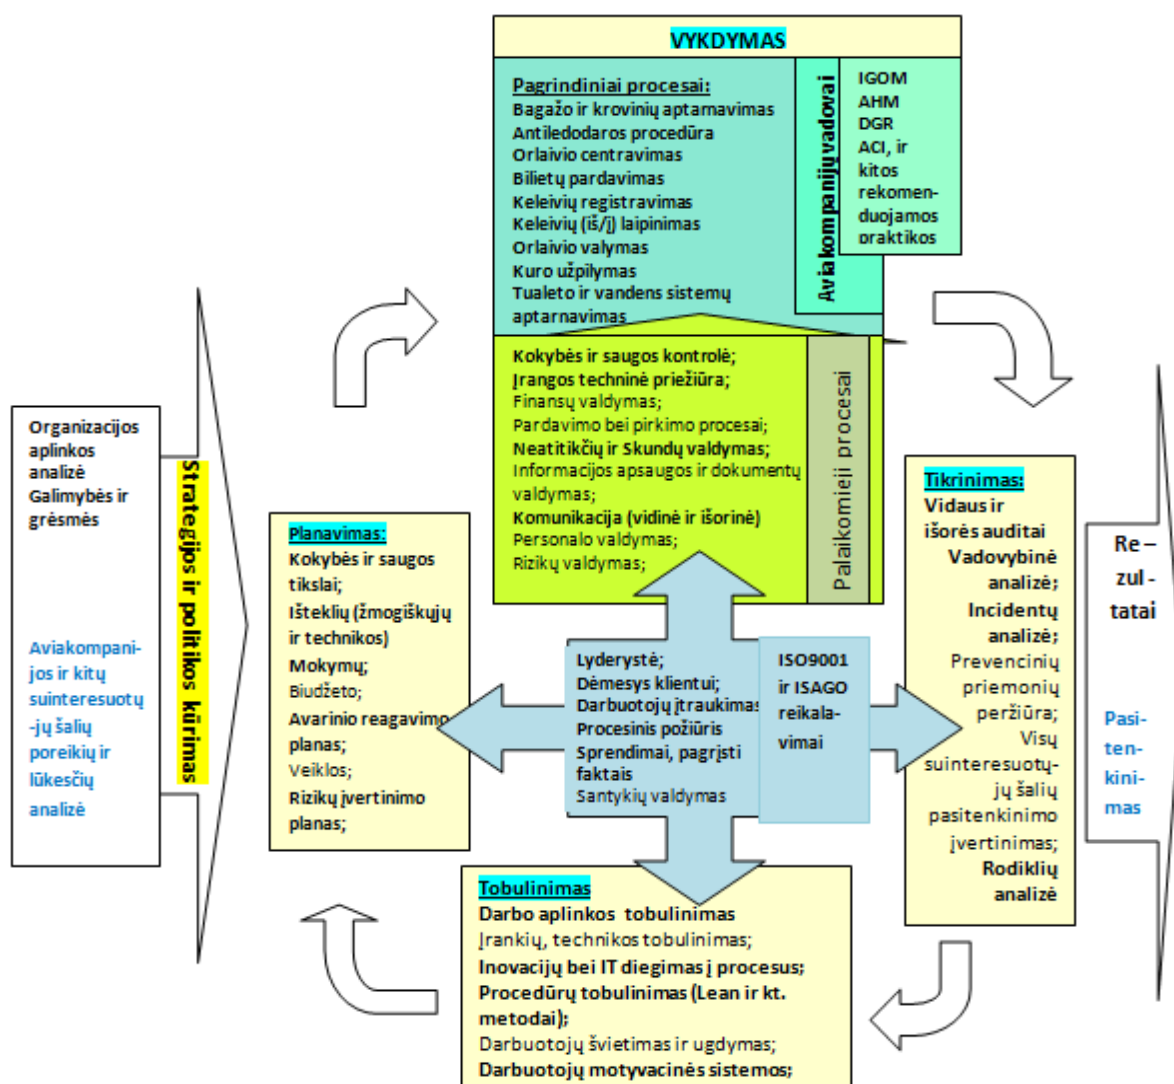 VYKDYMAS
Pagrindiniai procesai:
Bagažo ir krovinių aptarnavimas
Antiledodaros procedūra
Orlaivio centravimas
Bilietų pardavimas
Keleivių registravimas
Keleivių (iš/į) laipinimas
Orlaivio valymas
Kuro užpilymas
Tualeto ir vandens sistemų
aptarnavimas
Aviakompanijų vadovai
IGOM
AHM
DGR
ACI, ir
kitos
rekomen-
duojamos
praktikos
Kokybės ir saugos kontrolė;
Įrangos techninė priežiūra;
Finansų valdymas;
Pardavimo bei pirkimo procesai;
Neatitikčių ir Skundų valdymas;
Informacijos apsaugos ir dokumentų
valdymas;
Komunikacija (vidinė ir išorinė)
Personalo valdymas;
Rizikų valdymas;
Palaikomieji procesai
Organizacijos
aplinkos
analizė
Galimybės ir
grėsmės
Aviakompani-
jos ir kitų
suinteresuotų
-jų šalių
poreikių ir
lūkesčių
analizė
Strategijos ir politikos kūrimas
Planavimas:
Kokybės ir saugos
tikslai;
Išteklių (žmogiškųjų
ir technikos)
Mokymų;
Biudžeto;
Avarinio reagavimo
planas;
Veiklos;
Rizikų įvertinimo
planas;
Lyderystė;
Dėmesys klientui;
Darbuotojų įtraukimas
Procesinis požiūris
Sprendimai, pagrįsti
faktais
Santykių valdymas
ISO9001
ir ISAGO
reikala-
vimai
Tikrinimas:
Vidaus ir
išorės auditai
Vadovybinė
analizė;
Incidentų
analizė;
Prevencinių
priemonių
peržiūra;
Visų
suinteresuotų-
jų šalių
pasitenkinimo
įvertinimas;
Rodiklių
analizė
Re –
zul -
tatai
Pasi-
ten-
kini-
mas
Tobulinimas
Darbo aplinkos tobulinimas
Įrankių, technikos tobulinimas;
Inovacijų bei IT diegimas į procesus;
Procedūrų tobulinimas (Lean ir kt.
metodai);
Darbuotojų švietimas ir ugdymas;
Darbuotojų motyvacinės sistemos;